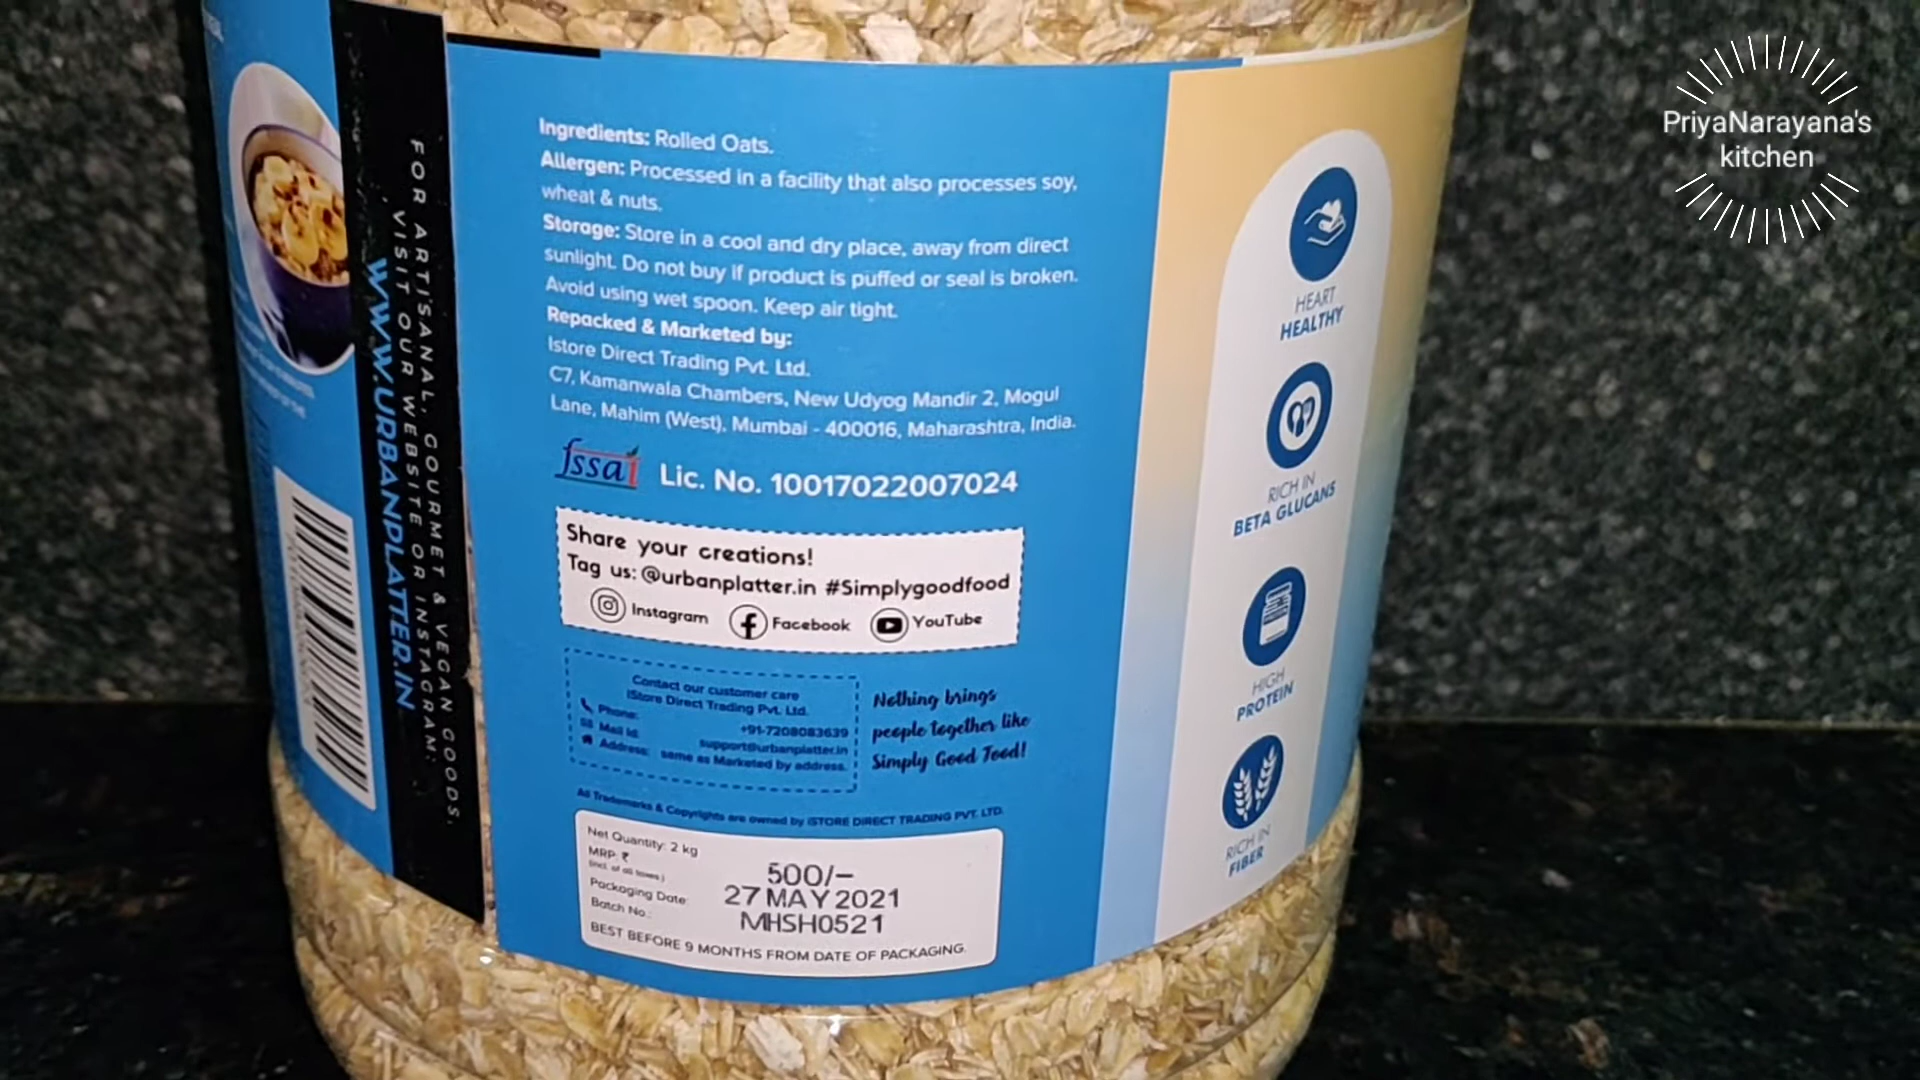 PriyaNarayana's
kitchen
FOR ARTISANAL, GOURMET & VEGAN GOODS,
VISIT OUR WEBSITE OR INSTAGRAM:
WWW.URBANPLATTER.IN
Ingredients: Rolled Oats.
Allergen: Processed in a facility that also processes soy,
wheat & nuts.
Storage: Store in a cool and dry place, away from direct
sunlight. Do not buy if product is puffed or seal is broken.
Avoid using wet spoon. Keep air tight.
Repacked & Marketed by:
Istore Direct Trading Pvt. Ltd.
C7, Kamanwala Chambers, New Udyog Mandir 2, Mogul
Lane, Mahim (West), Mumbai - 400016, Maharashtra, India.
fssai Lic. No. 10017022007024
Share your creations!
Tag us: @urbanplatter.in #Simplygoodfood
Instagram Facebook YouTube
Contact our customer care
iStore Direct Trading Pvt. Ltd.
Phone: +91-7208083639
Mail Id: support@urbanplatter.in
Address: same as Marketed by address.
Nothing brings
people together like
Simply Good Food!
All Trademarks & Copyrights are owned by iSTORE DIRECT TRADING PVT. LTD.
Net Quantity: 2 kg
MRP: ₹ 500/-
(incl. of all taxes)
Packaging Date: 27 MAY 2021
Batch No.: MHSH0521
BEST BEFORE 9 MONTHS FROM DATE OF PACKAGING.
HEART
HEALTHY
RICH IN
BETA GLUCANS
HIGH
PROTEIN
RICH IN
FIBER